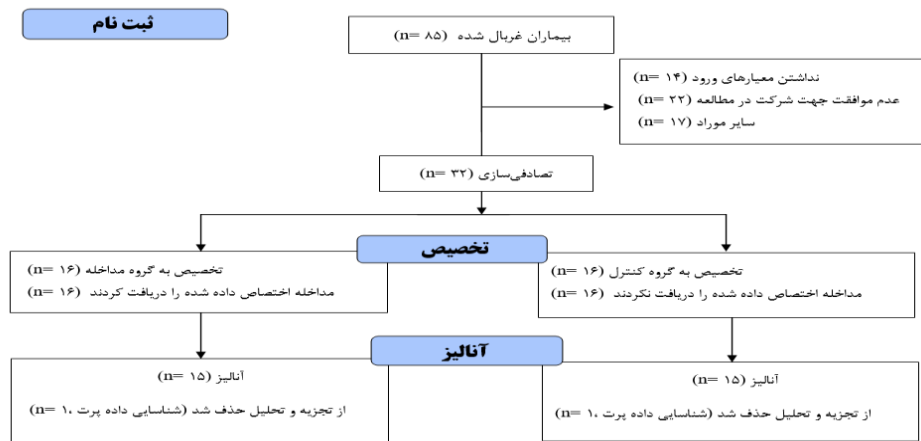 ثبت نام
بیماران غربال شده (n= ۸۵)
نداشتن معیارهای ورود (n= ۱۴)
عدم موافقت جهت شرکت در مطالعه (n= ۲۲)
سایر موراد (n= ۱۷)
تصادفی‌سازی (n= ۳۲)
تخصیص
تخصیص به گروه مداخله (n= ۱۶)
مداخله اختصاص داده شده را دریافت کردند (n= ۱۶)
تخصیص به گروه کنترل (n= ۱۶)
مداخله اختصاص داده شده را دریافت نکردند (n= ۱۶)
آنالیز
آنالیز (n= ۱۵)
از تجزیه و تحلیل حذف شد (شناسایی داده پرت ،n= ۱)
آنالیز (n= ۱۵)
از تجزیه و تحلیل حذف شد (شناسایی داده پرت ،n= ۱)